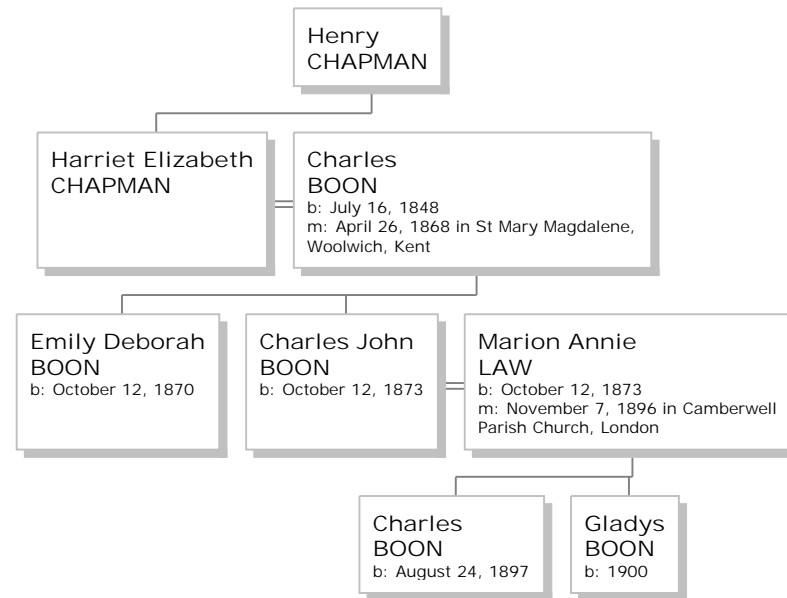 Henry
CHAPMAN
Harriet Elizabeth
CHAPMAN
Charles
BOON
b: July 16, 1848
m: April 26, 1868 in St Mary Magdalene,
Woolwich, Kent
Emily Deborah
BOON
b: October 12, 1870
Charles John
BOON
b: October 12, 1873
Marion Annie
LAW
b: October 12, 1873
m: November 7, 1896 in Camberwell
Parish Church, London
Charles
BOON
b: August 24, 1897
Gladys
BOON
b: 1900